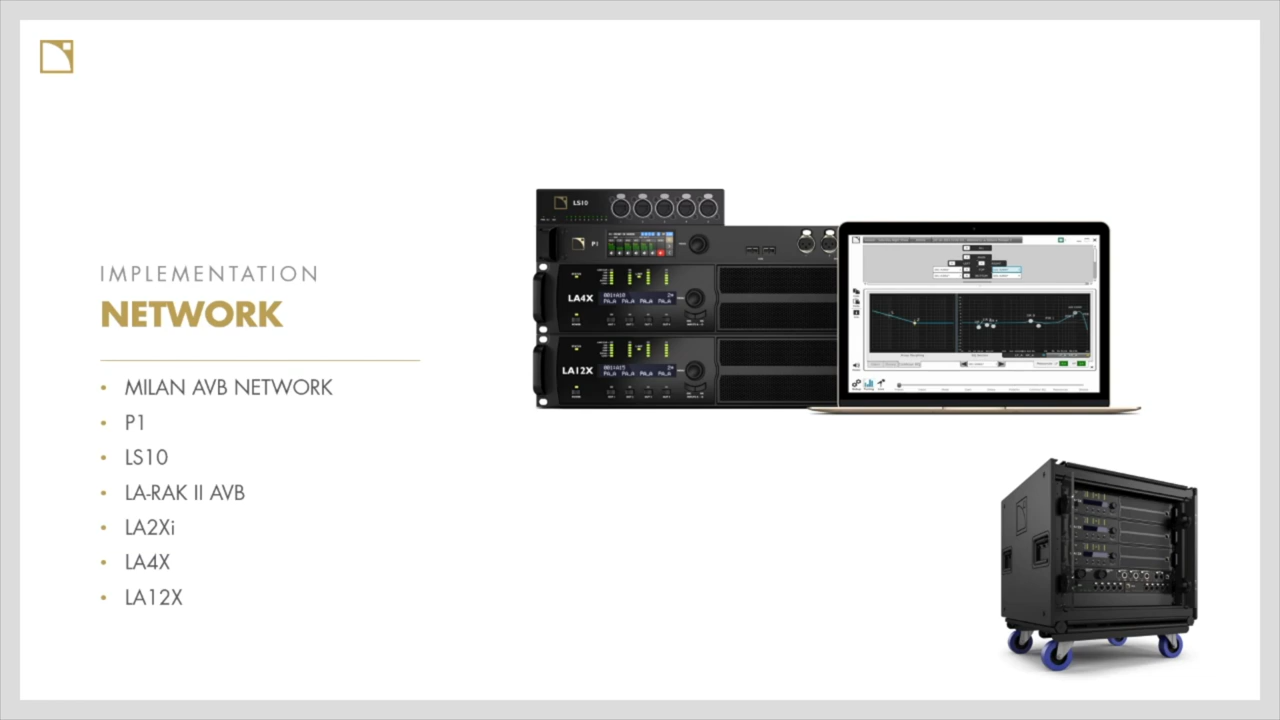 IMPLEMENTATION
NETWORK
• MILAN AVB NETWORK
• P1
• LS10
• LA-RAK II AVB
• LA2Xi
• LA4X
• LA12X
LS10
P1
LA4X
LA12X